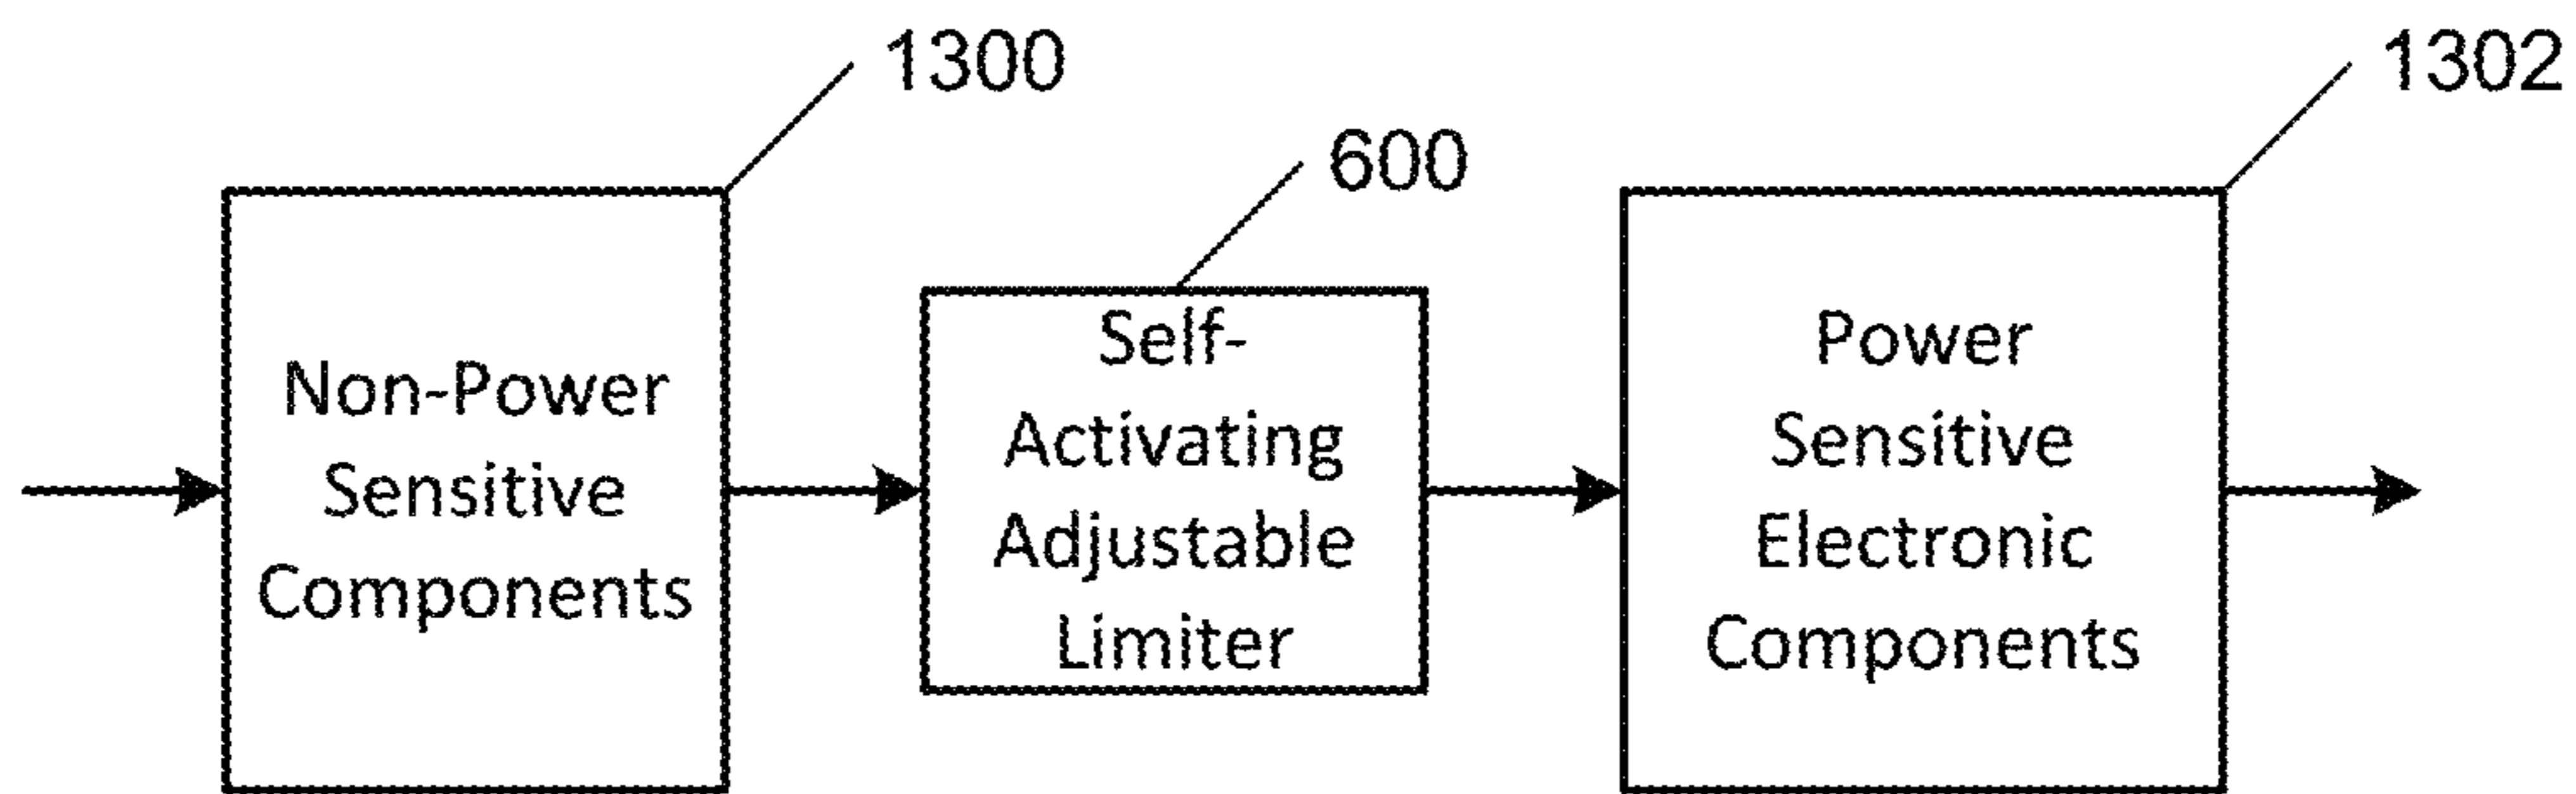 1300
Non-Power
Sensitive
Components
600
Self-
Activating
Adjustable
Limiter
1302
Power
Sensitive
Electronic
Components